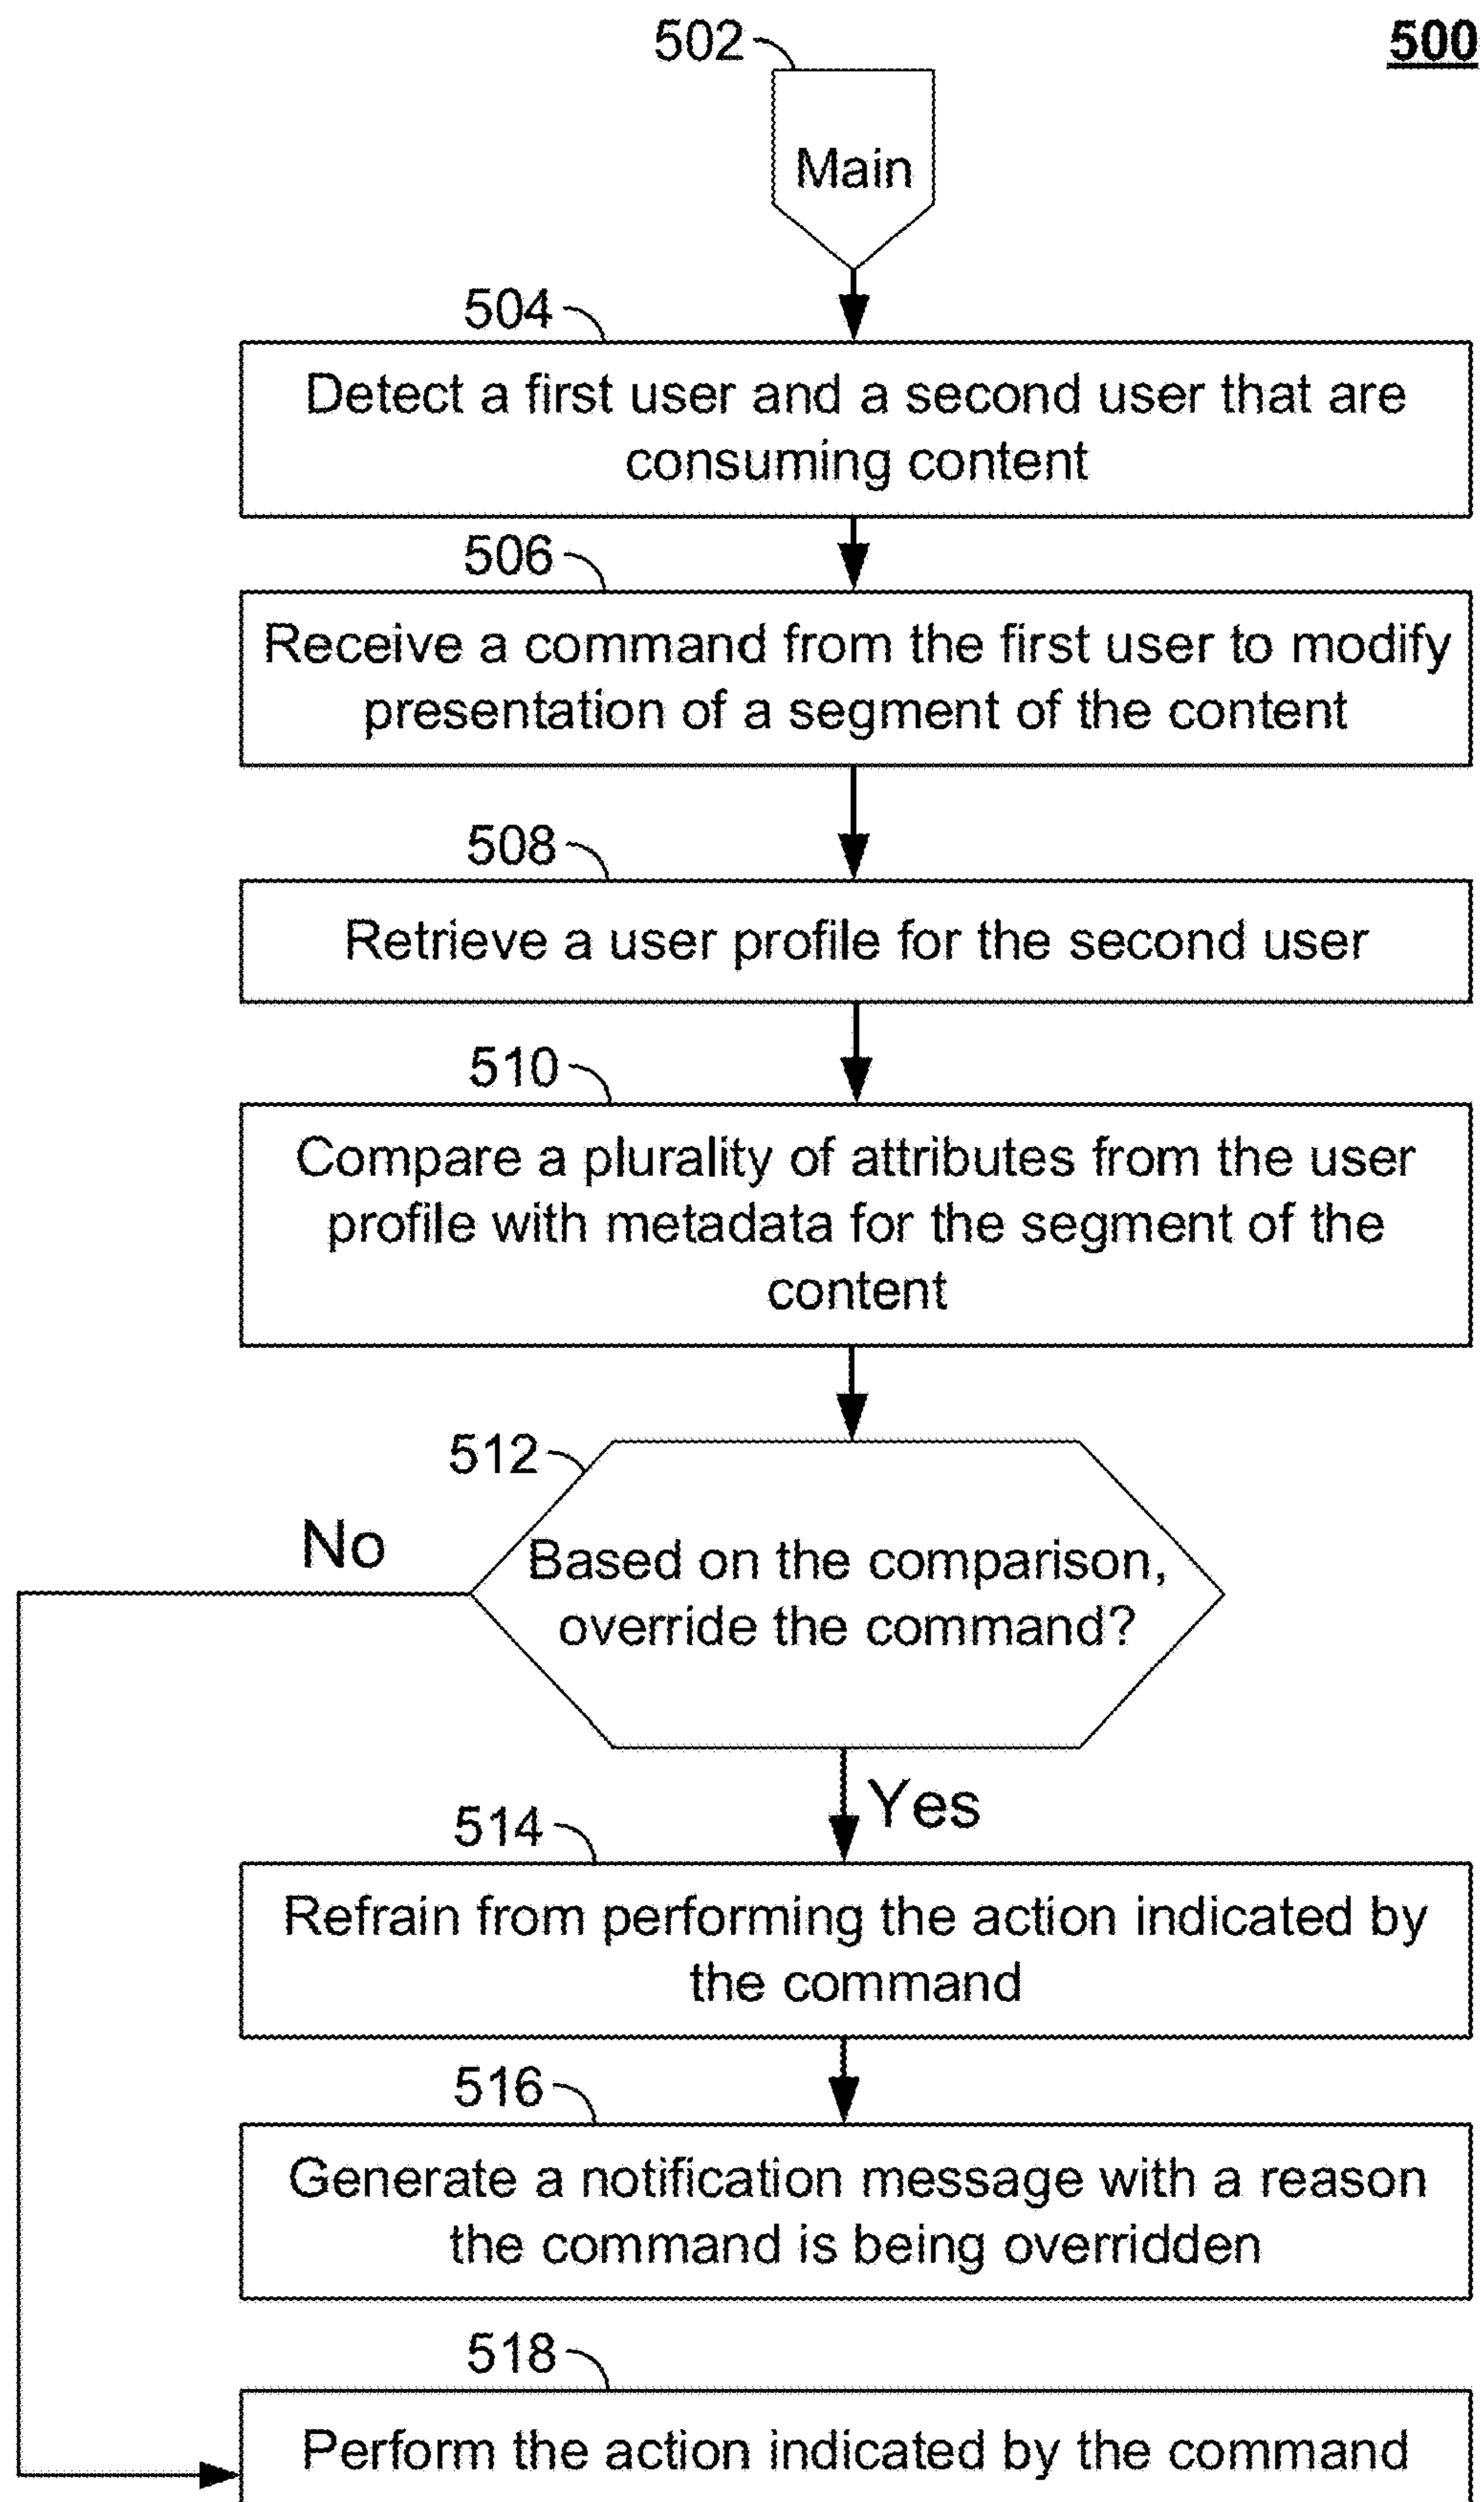 500
502
Main
504
Detect a first user and a second user that are
consuming content
506
Receive a command from the first user to modify
presentation of a segment of the content
508
Retrieve a user profile for the second user
510
Compare a plurality of attributes from the user
profile with metadata for the segment of the
content
512
No
Based on the comparison,
override the command?
Yes
514
Refrain from performing the action indicated by
the command
516
Generate a notification message with a reason
the command is being overridden
518
Perform the action indicated by the command